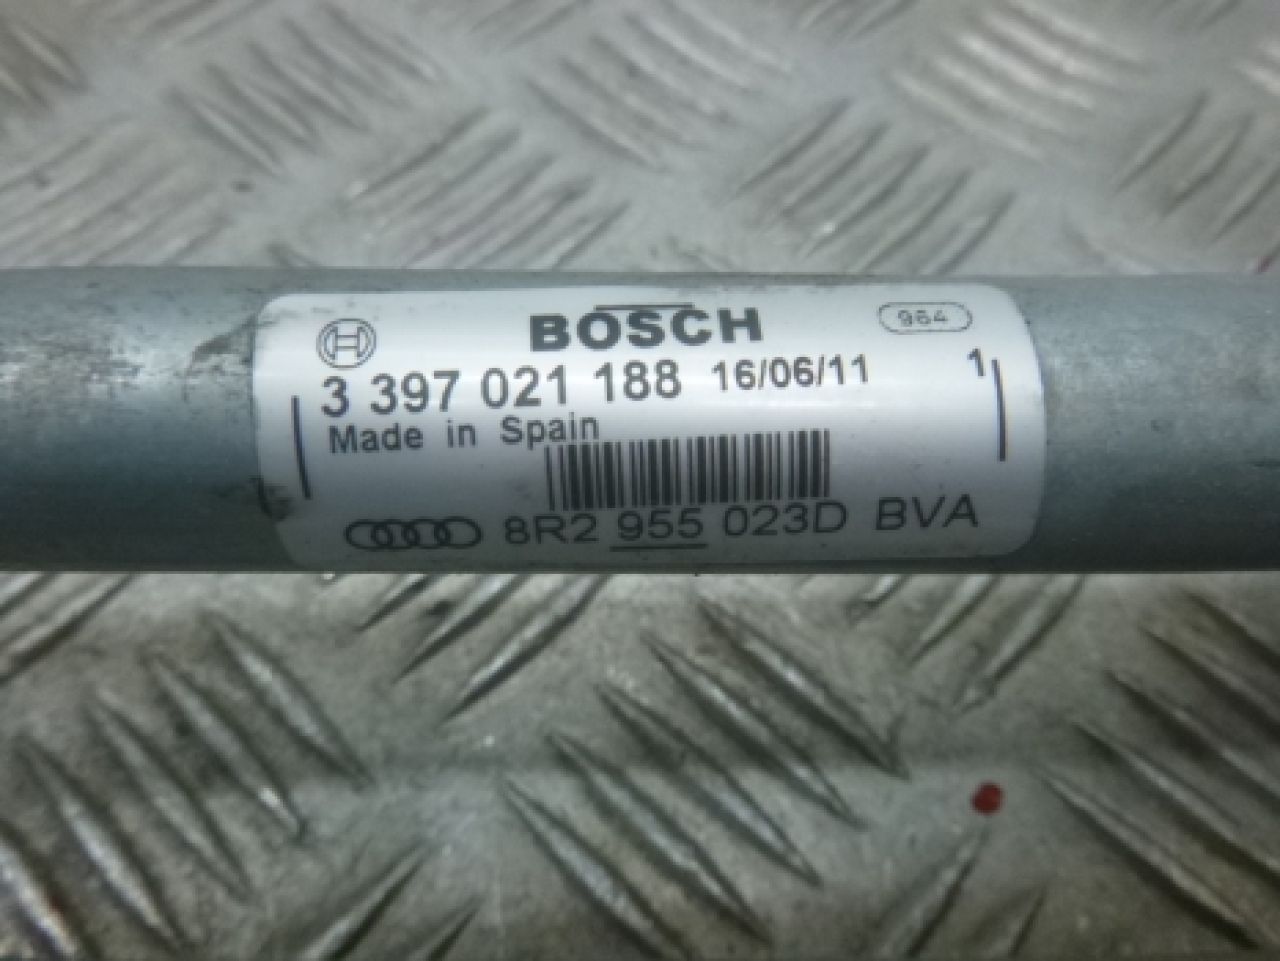 BOSCH 964
3 397 021 188 16/06/11 1
Made in Spain
8R2 955 023D BVA